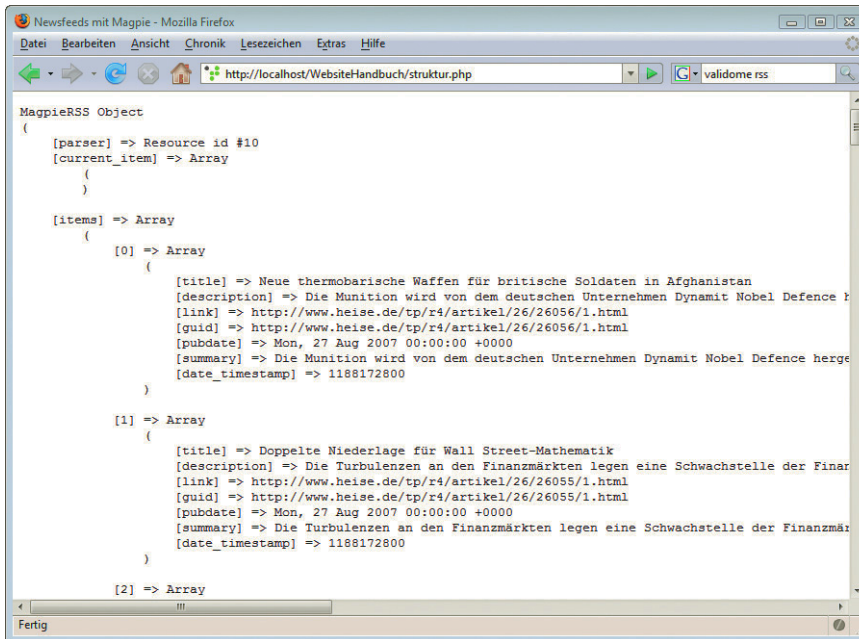 Newsfeeds mit Magpie - Mozilla Firefox
Datei Bearbeiten Ansicht Chronik Lesezeichen Extras Hilfe
http://localhost/WebsiteHandbuch/struktur.php G validome rss
MagpieRSS Object
(
[parser] => Resource id #10
[current_item] => Array
(
)
[items] => Array
(
[0] => Array
(
[title] => Neue thermobarische Waffen für britische Soldaten in Afghanistan
[description] => Die Munition wird von dem deutschen Unternehmen Dynamit Nobel Defence h
[link] => http://www.heise.de/tp/r4/artikel/26/26056/1.html
[guid] => http://www.heise.de/tp/r4/artikel/26/26056/1.html
[pubdate] => Mon, 27 Aug 2007 00:00:00 +0000
[summary] => Die Munition wird von dem deutschen Unternehmen Dynamit Nobel Defence herge
[date_timestamp] => 1188172800
)
[1] => Array
(
[title] => Doppelte Niederlage für Wall Street-Mathematik
[description] => Die Turbulenzen an den Finanzmärkten legen eine Schwachstelle der Finan
[link] => http://www.heise.de/tp/r4/artikel/26/26055/1.html
[guid] => http://www.heise.de/tp/r4/artikel/26/26055/1.html
[pubdate] => Mon, 27 Aug 2007 00:00:00 +0000
[summary] => Die Turbulenzen an den Finanzmärkten legen eine Schwachstelle der Finanzmär
[date_timestamp] => 1188172800
)
[2] => Array
Fertig